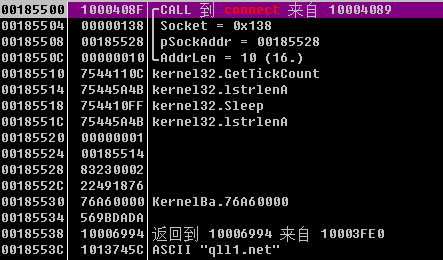 00185500 1000408F CALL 到 connect 来自 10004089
00185504 00000138 Socket = 0x138
00185508 00185528 pSockAddr = 00185528
0018550C 00000010 AddrLen = 10 (16.)
00185510 7544110C kernel32.GetTickCount
00185514 75445A4B kernel32.lstrlenA
00185518 754410FF kernel32.Sleep
0018551C 75445A4B kernel32.lstrlenA
00185520 00000001
00185524 00185514
00185528 83230002
0018552C 22491876
00185530 76A60000 KernelBa.76A60000
00185534 569BDADA
00185538 10006994 返回到 10006994 来自 10003FE0
0018553C 1013745C ASCII "qll1.net"